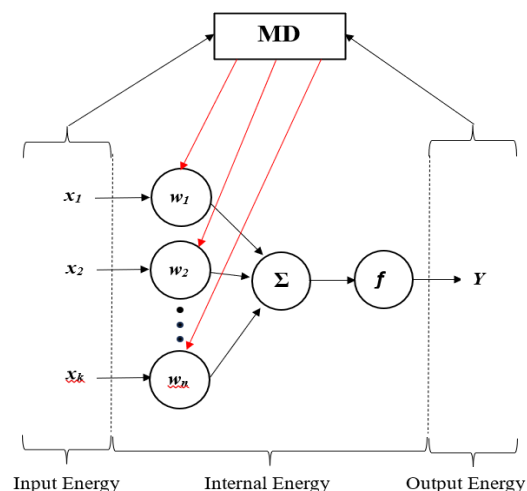 MD
x1 w1
x2 w2 Σ f Y
xk wn
Input Energy Internal Energy Output Energy